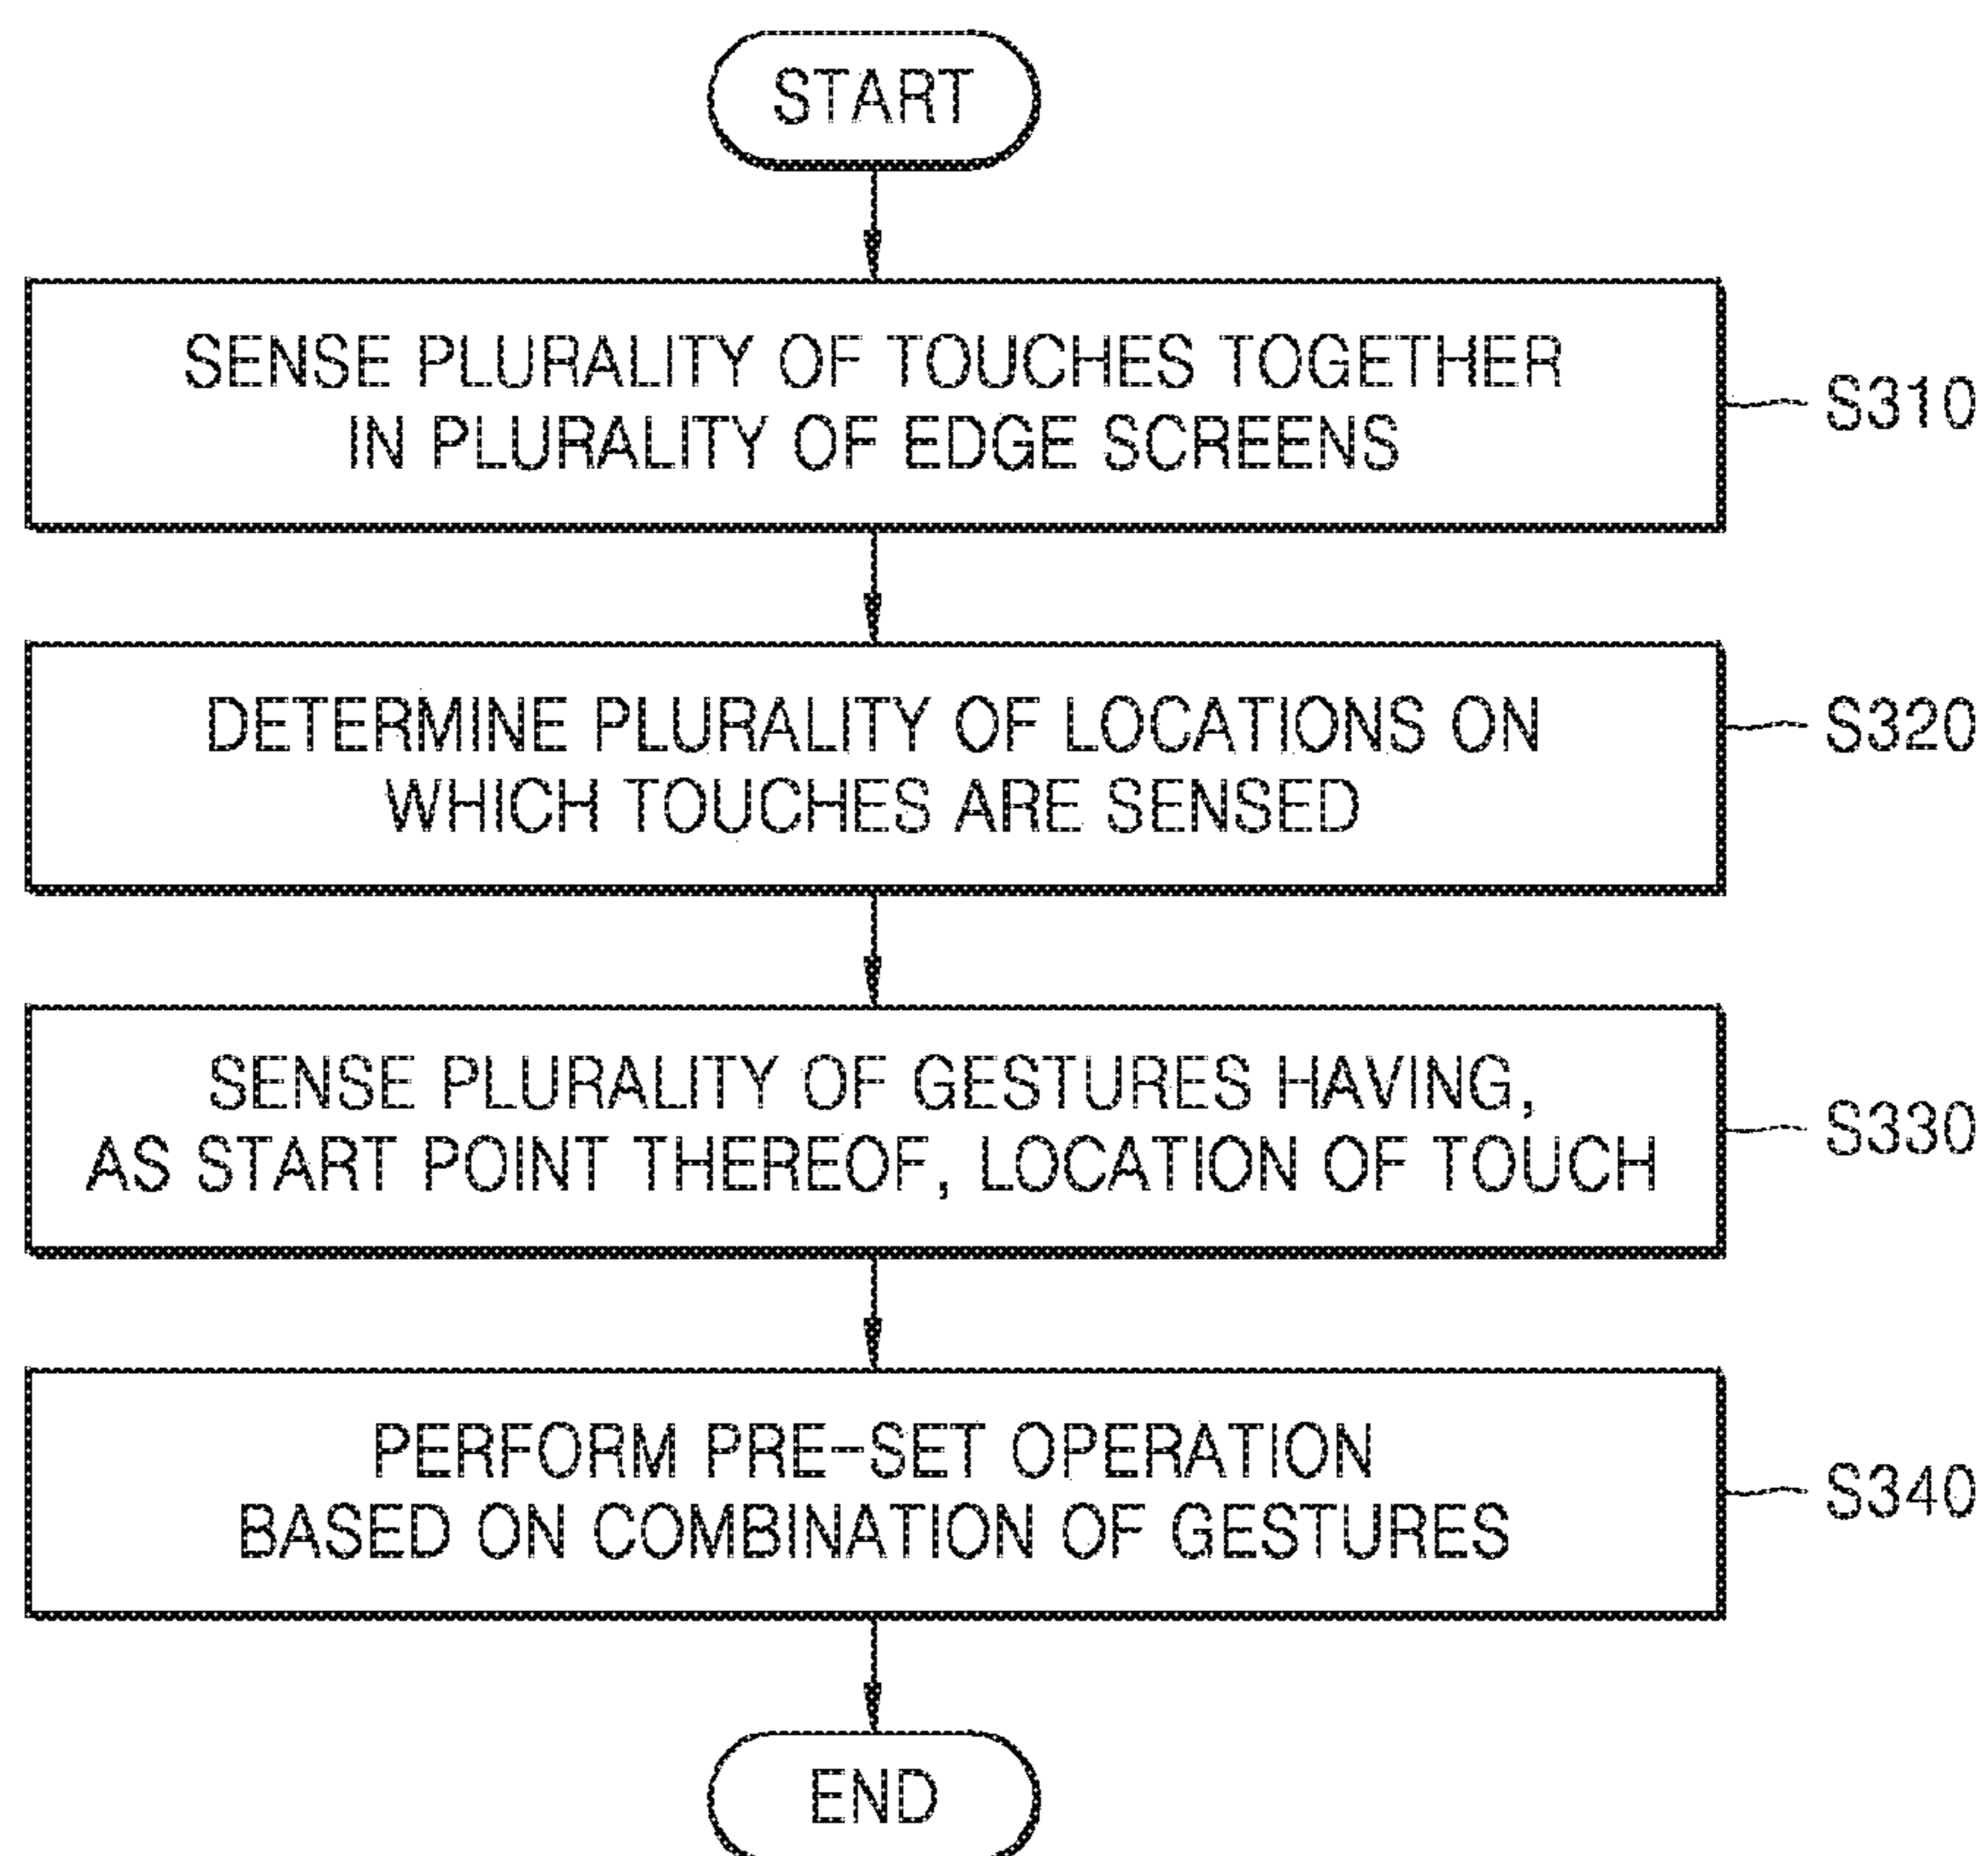 START
SENSE PLURALITY OF TOUCHES TOGETHER
IN PLURALITY OF EDGE SCREENS
S310
DETERMINE PLURALITY OF LOCATIONS ON
WHICH TOUCHES ARE SENSED
S320
SENSE PLURALITY OF GESTURES HAVING,
AS START POINT THEREOF, LOCATION OF TOUCH
S330
PERFORM PRE-SET OPERATION
BASED ON COMBINATION OF GESTURES
S340
END